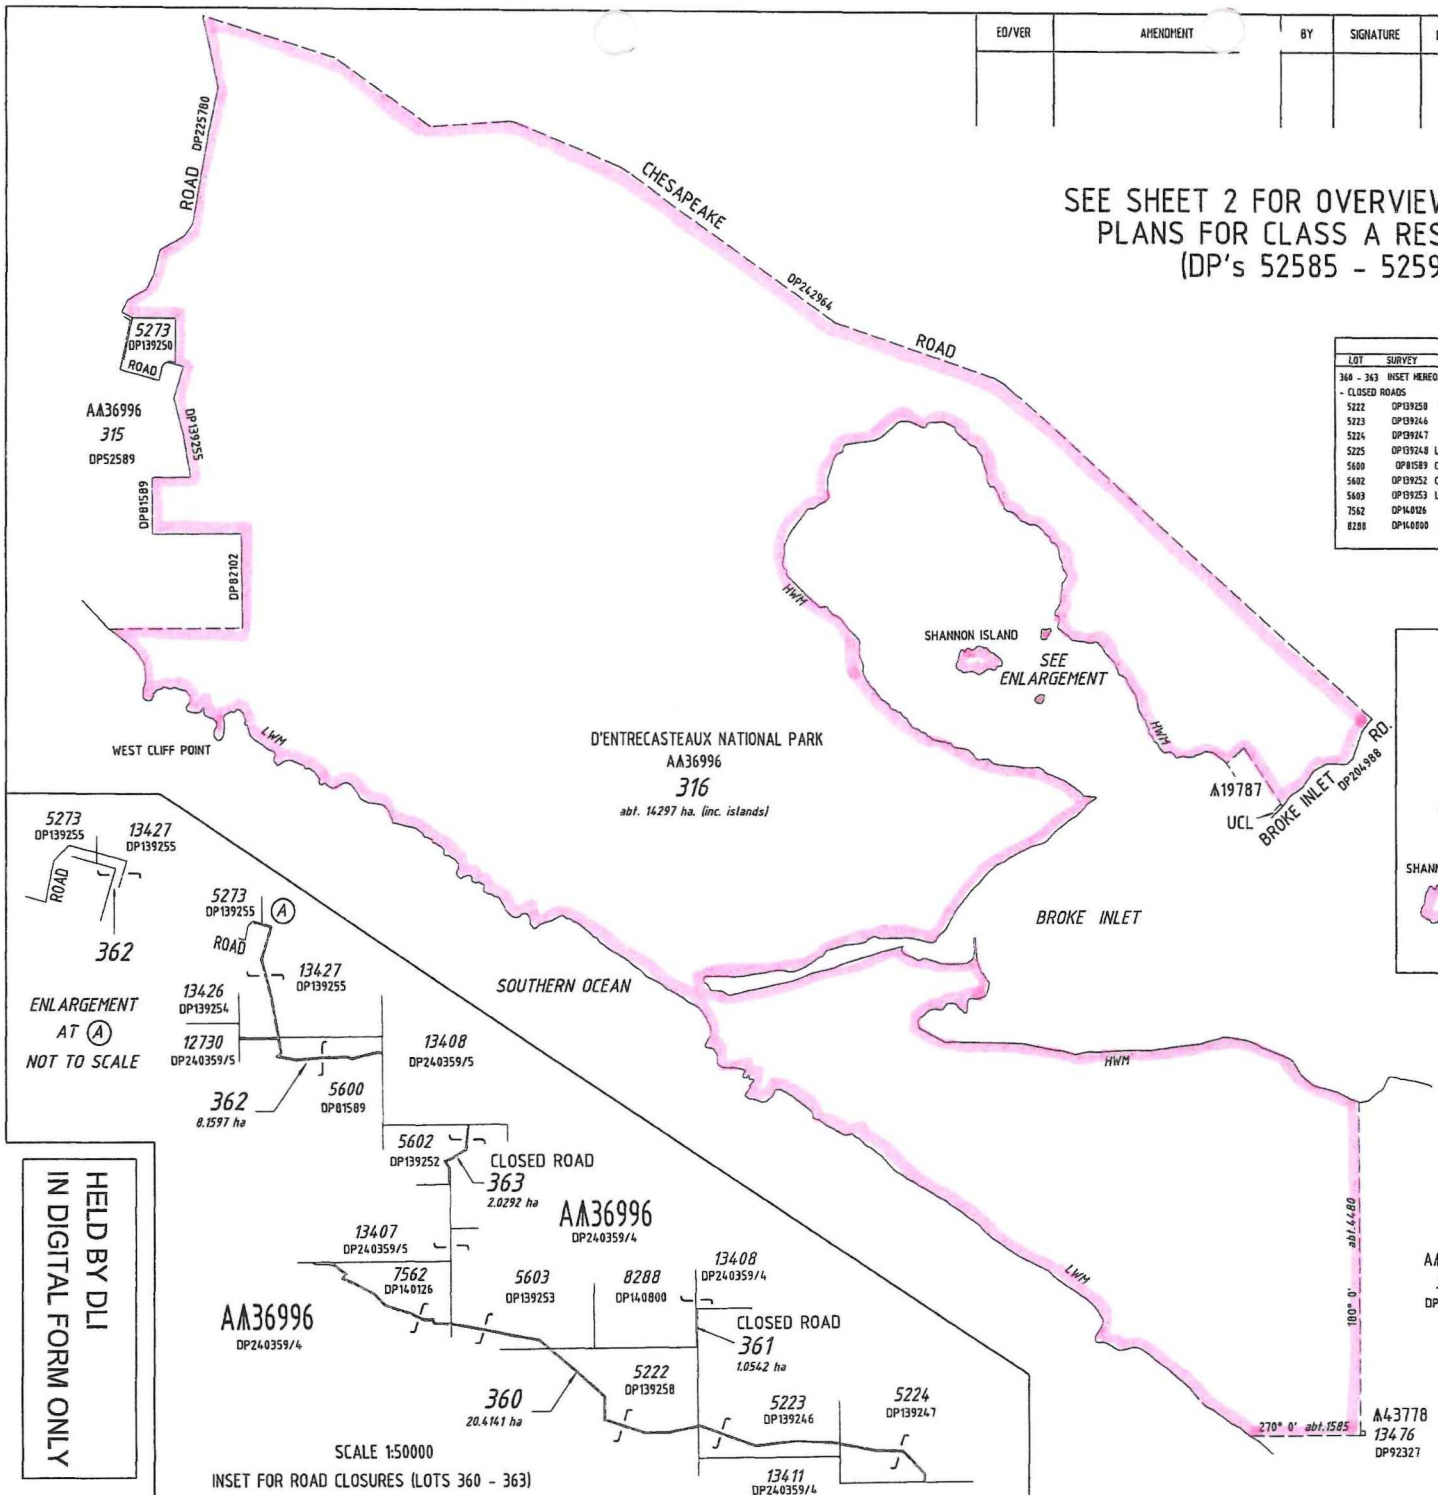 ED/VER AMENDMENT BY SIGNATURE
SEE SHEET 2 FOR OVERVIEW
PLANS FOR CLASS A RES
(DP's 52585 - 5259
ROAD DP225780
CHESAPEAKE
DP242964
ROAD
5273
DP139250
ROAD
AA36996
315
DP52589
DP139255
DP81589
DP82102
LOT SURVEY
360 - 363 INSET HEREO
- CLOSED ROADS
5222 DP139258
5223 DP139246
5224 DP139247
5225 DP139248 L
5600 DP81589
5602 DP139252
5603 DP139253 L
7562 DP140126
8288 DP140800
HWM
SHANNON ISLAND
SEE
ENLARGEMENT
HWM
WEST CLIFF POINT
LWM
D'ENTRECASTEAUX NATIONAL PARK
AA36996
316
abt. 14297 ha. (inc. islands)
A19787
UCL
BROKE INLET RD.
DP204988
SHANN
5273
DP139255
13427
DP139255
ROAD
362
ENLARGEMENT
AT A
NOT TO SCALE
5273
DP139255
A
ROAD
13427
DP139255
13426
DP139254
12730
DP240359/5
13408
DP240359/5
362
8.1597 ha
5600
DP81589
SOUTHERN OCEAN
BROKE INLET
HWM
5602
DP139252
CLOSED ROAD
363
2.0292 ha
AA36996
DP240359/4
13407
DP240359/5
7562
DP140126
5603
DP139253
8288
DP140800
13408
DP240359/4
CLOSED ROAD
361
1.0542 ha
AA36996
DP240359/4
360
20.4141 ha
5222
DP139258
5223
DP139246
5224
DP139247
13411
DP240359/4
SCALE 1:50000
INSET FOR ROAD CLOSURES (LOTS 360 - 363)
HELD BY DLI
IN DIGITAL FORM ONLY
LWM
180° 0' abt.4480
270° 0' abt.1585
A43778
13476
DP92327
AA
DP